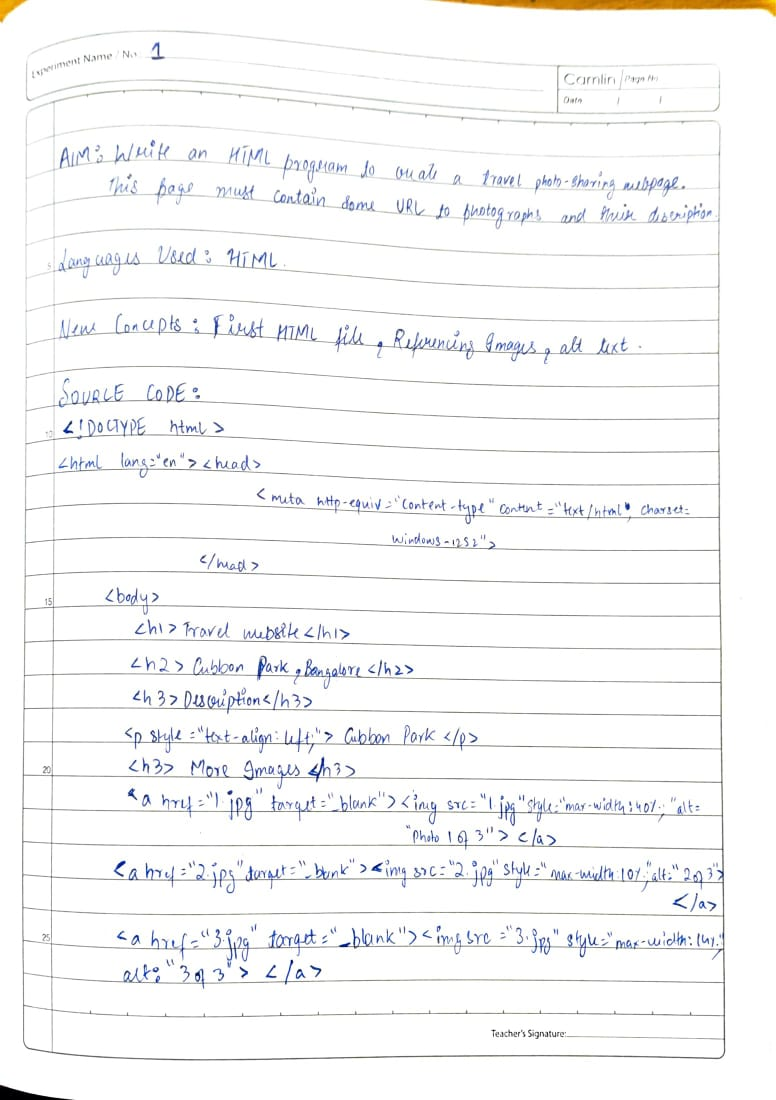 Experiment Name / No. 1
Camlin Page No
Date / /
AIM: Write an HTML program to create a travel photo-sharing webpage.
This page must contain some URL to photographs and their discription.
5 Languages Used: HTML.
New Concepts: First HTML file, Referencing Images, alt text.
SOURCE CODE:
10 <!DOCTYPE html>
<html lang="en"> <head>
<meta http-equiv="Content-type" content="text/html", charset=
Windows-1252">
</head>
15 <body>
<h1> Travel website </h1>
<h2> Cubbon Park, Bangalore </h2>
<h3> Description </h3>
<p style="text-align: left;"> Cubbon Park </p>
20 <h3> More Images </h3>
<a href="1.jpg" target="_blank"> <img src="1.jpg" style="max-width:40%;" alt=
"Photo 1 of 3"> </a>
<a href="2.jpg" target="_blank"> <img src="2.jpg" style="max-width:10%;" alt="2 of 3">
</a>
25 <a href="3.jpg" target="_blank"> <img src="3.jpg" style="max-width:14%;"
alt="3 of 3"> </a>
Teacher's Signature: